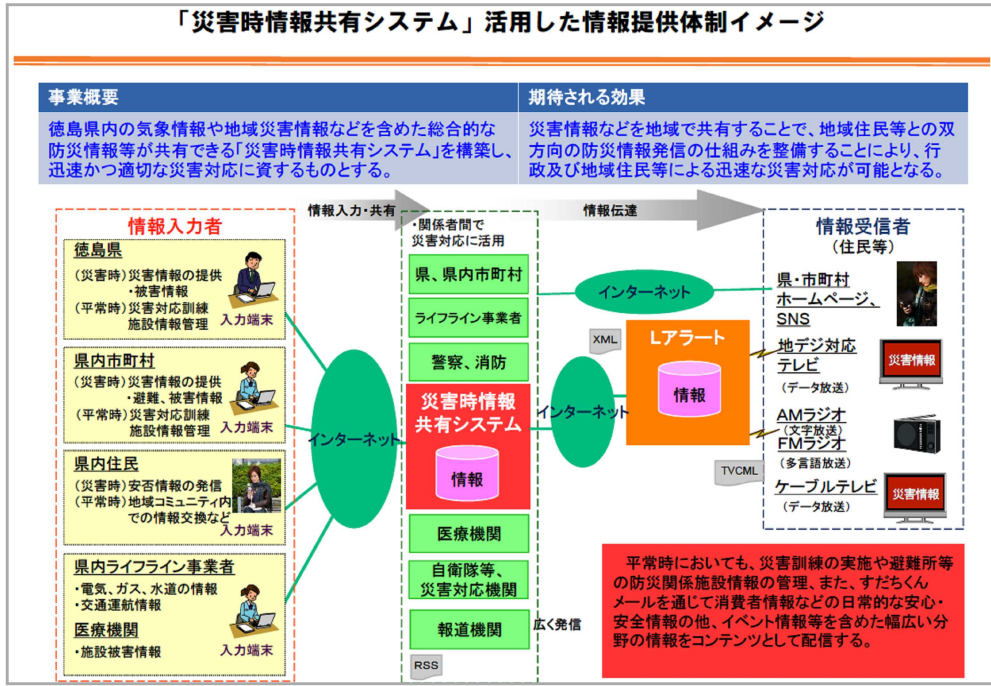 「災害時情報共有システム」活用した情報提供体制イメージ
事業概要
徳島県内の気象情報や地域災害情報などを含めた総合的な
防災情報等が共有できる「災害時情報共有システム」を構築し、
迅速かつ適切な災害対応に資するものとする。
期待される効果
災害情報などを地域で共有することで、地域住民等との双
方向の防災情報発信の仕組みを整備することにより、行
政及び地域住民等による迅速な災害対応が可能となる。
情報入力・共有
情報伝達
情報入力者
徳島県
(災害時)災害情報の提供
・被害情報
(平常時)災害対応訓練
施設情報管理
入力端末
県内市町村
(災害時)災害情報の提供
・避難、被害情報
(平常時)災害対応訓練
施設情報管理
入力端末
県内住民
(災害時)安否情報の発信
(平常時)地域コミュニティ内
での情報交換など
入力端末
県内ライフライン事業者
・電気、ガス、水道の情報
・交通運航情報
医療機関
・施設被害情報
入力端末
インターネット
・関係者間で
災害対応に活用
県、県内市町村
ライフライン事業者
警察、消防
災害時情報
共有システム
情報
医療機関
自衛隊等、
災害対応機関
報道機関
広く発信
RSS
インターネット
インターネット
XML
Lアラート
情報
TVCML
情報受信者
(住民等)
県・市町村
ホームページ、
SNS
地デジ対応
テレビ
(データ放送)
災害情報
AMラジオ
(文字放送)
FMラジオ
(多言語放送)
ケーブルテレビ
(データ放送)
災害情報
平常時においても、災害訓練の実施や避難所等
の防災関係施設情報の管理、また、すだちくん
メールを通じて消費者情報などの日常的な安心・
安全情報の他、イベント情報等を含めた幅広い分
野の情報をコンテンツとして配信する。